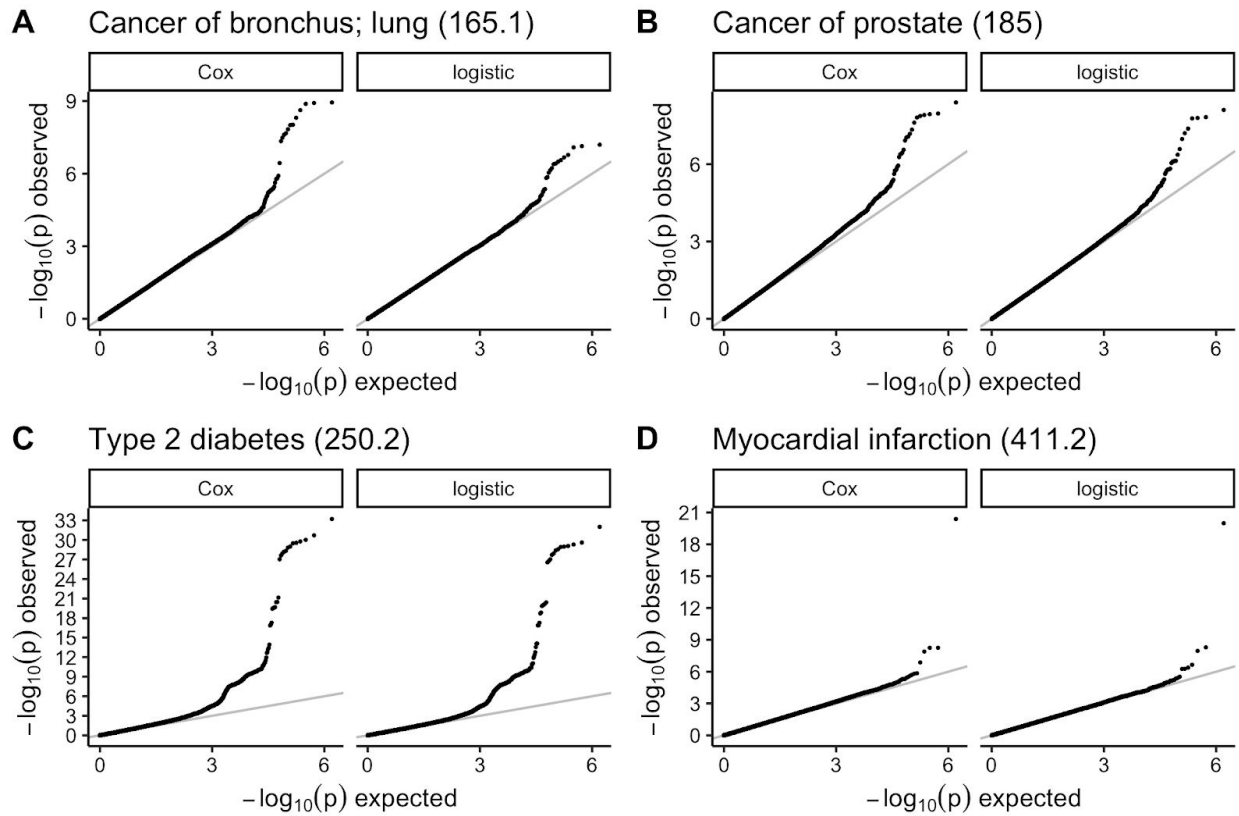 A Cancer of bronchus; lung (165.1)
Cox logistic
−log10(p) observed
9
6
3
0
0 3 6 0 3 6
−log10(p) expected
B Cancer of prostate (185)
Cox logistic
−log10(p) observed
6
3
0
0 3 6 0 3 6
−log10(p) expected
C Type 2 diabetes (250.2)
Cox logistic
−log10(p) observed
33
30
27
24
21
18
15
12
9
6
3
0
0 3 6 0 3 6
−log10(p) expected
D Myocardial infarction (411.2)
Cox logistic
−log10(p) observed
21
18
15
12
9
6
3
0
0 3 6 0 3 6
−log10(p) expected